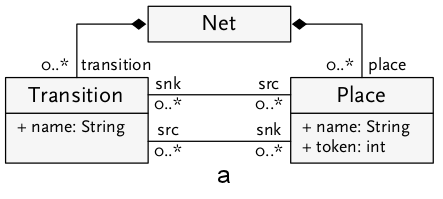 Net
0..* transition
0..* place
Transition
snk src
Place
0..* 0..*
+ name: String
src snk
+ name: String
0..* 0..*
+ token: int
a